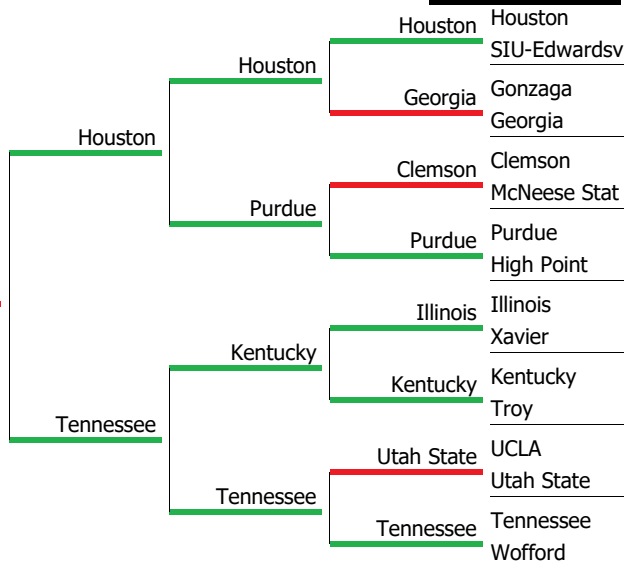 Houston
Houston
SIU-Edwardsv
Houston
Georgia
Gonzaga
Georgia
Houston
Clemson
Clemson
McNeese Stat
Purdue
Purdue
Purdue
High Point
Illinois
Illinois
Xavier
Kentucky
Kentucky
Kentucky
Troy
Tennessee
Utah State
UCLA
Utah State
Tennessee
Tennessee
Tennessee
Wofford